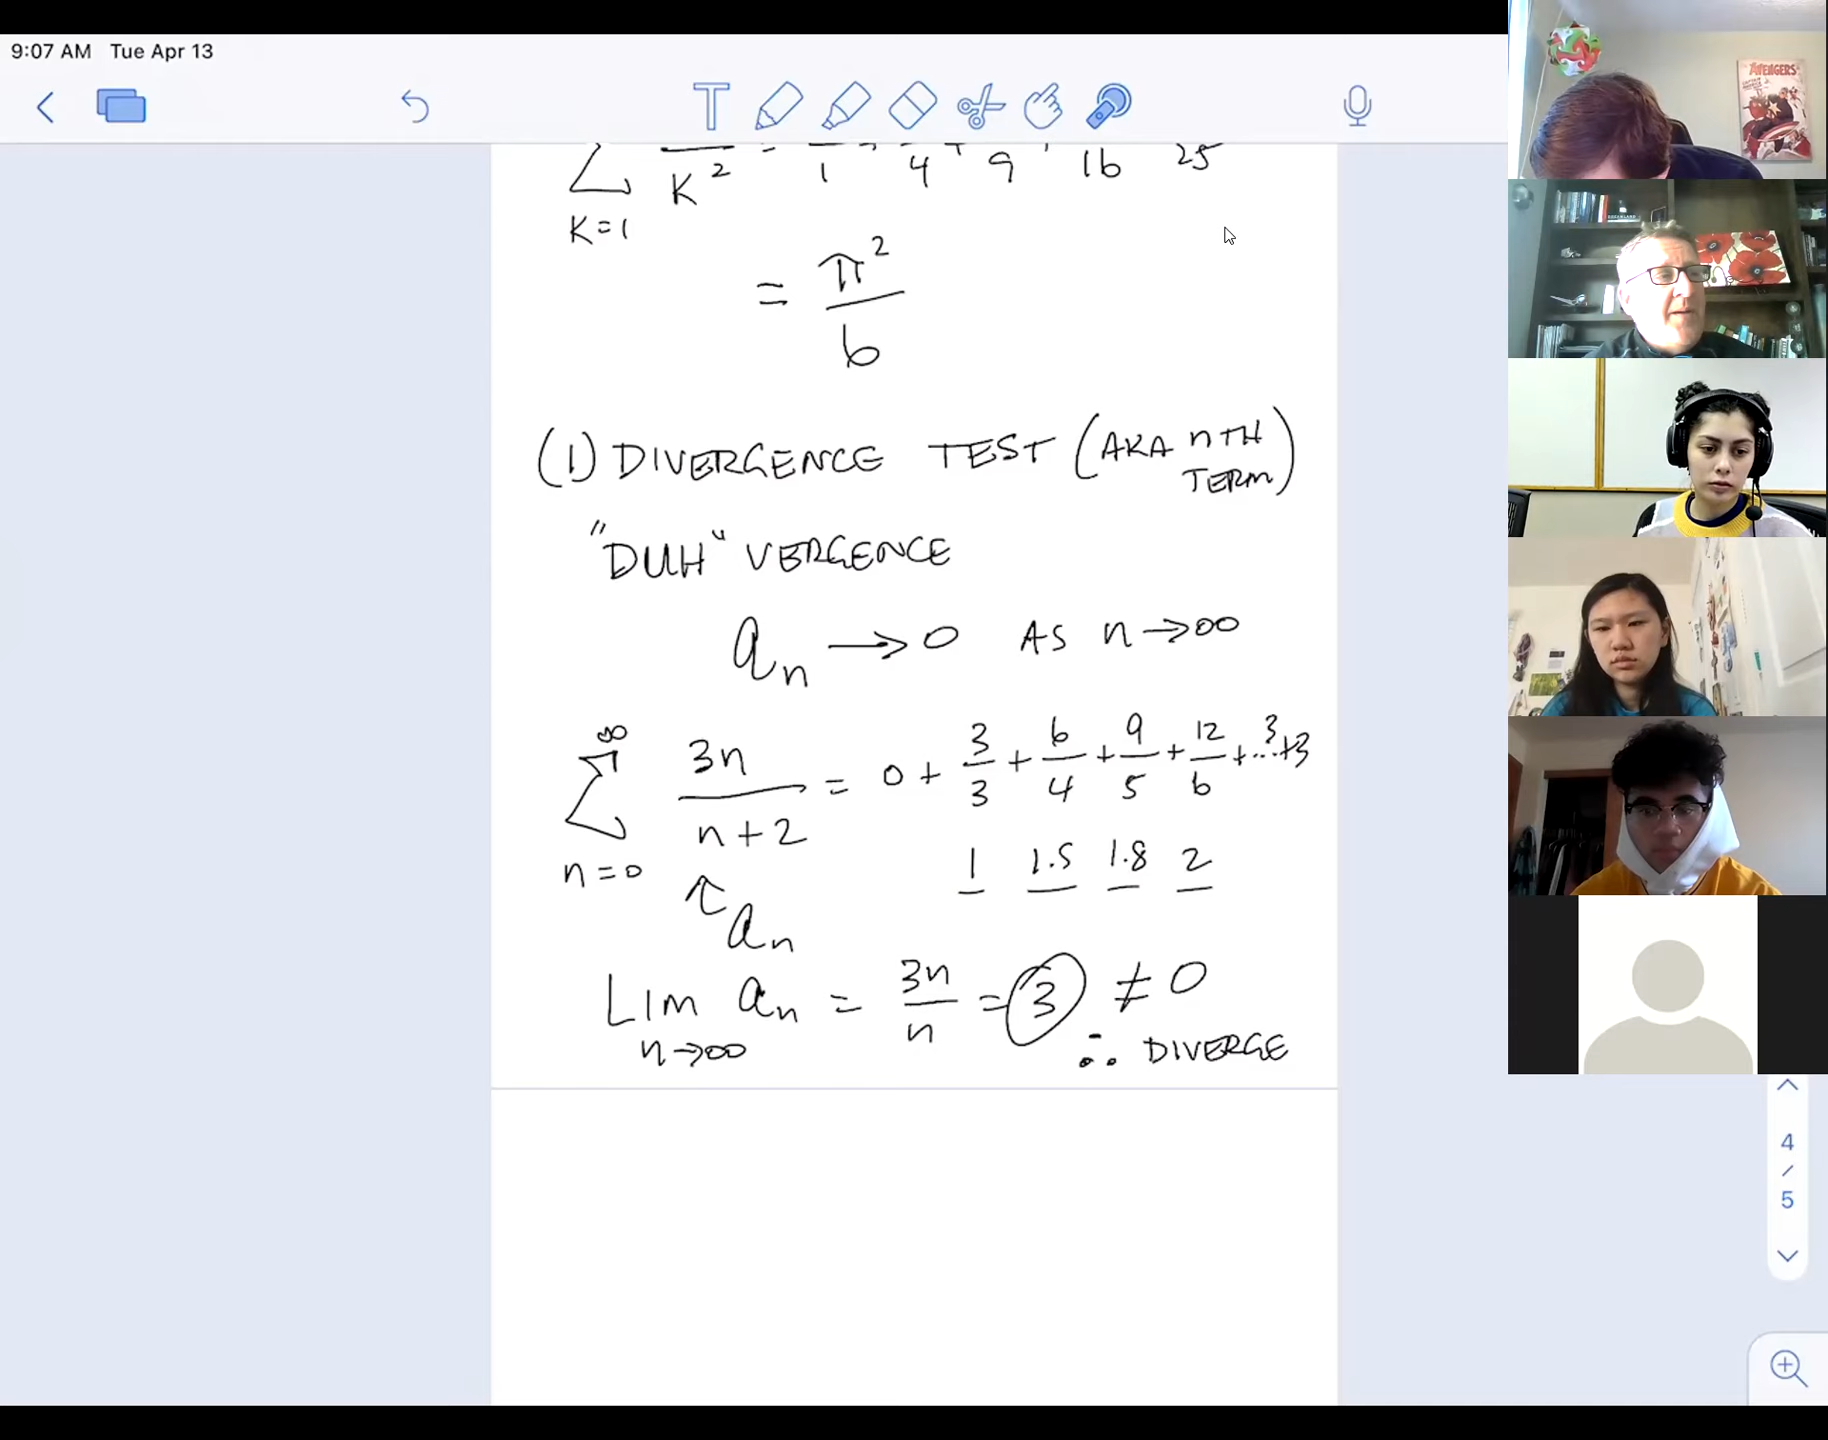 9:07 AM Tue Apr 13
AVENGERS
∑ K=1 / K² = 1 4 + 9 + 16 25
= π²/6
(1) DIVERGENCE TEST (AKA nTH TERM)
"DUH" VERGENCE
aₙ → 0 AS n→∞
∞ ∑ n=0 3n/(n+2) = 0 + 3/3 + 6/4 + 9/5 + 12/6 + ... 3 + 3
1 1.5 1.8 2
aₙ
Lim n→∞ aₙ = 3n/n = 3 ≠ 0
∴ DIVERGE
4
/
5